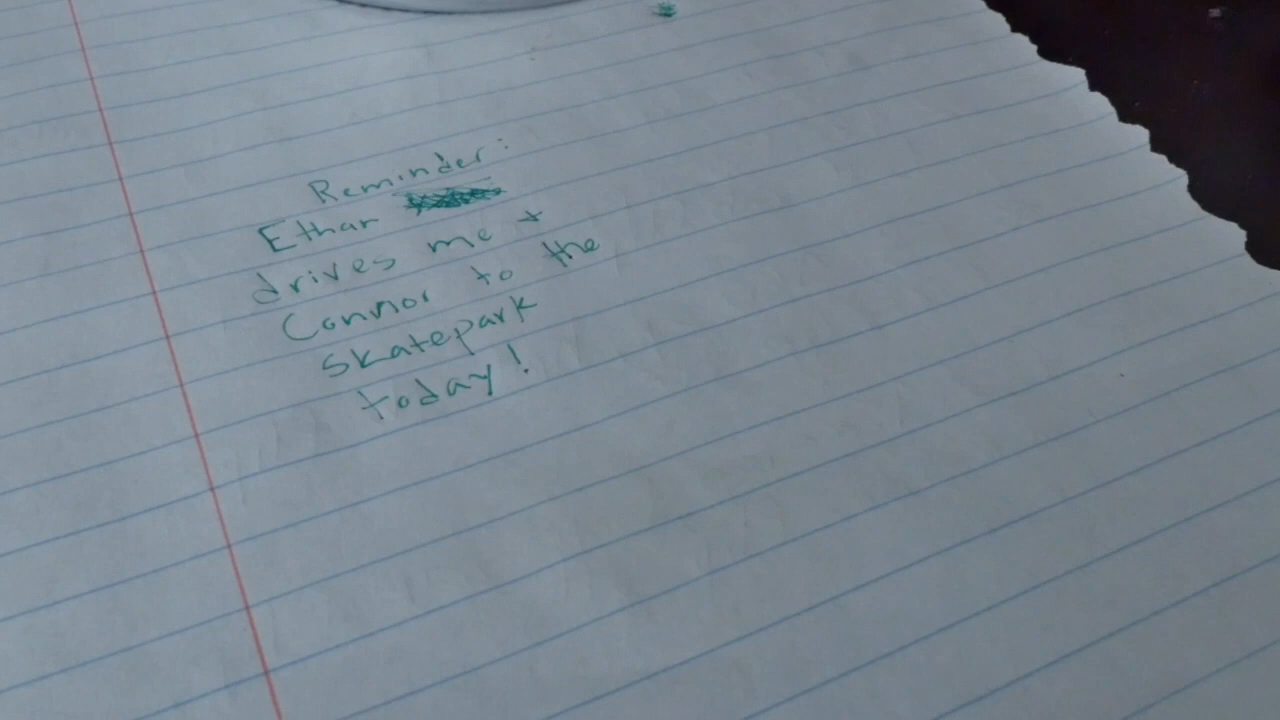 Reminder:
Ethan
drives me +
Connor to the
skatepark
today!